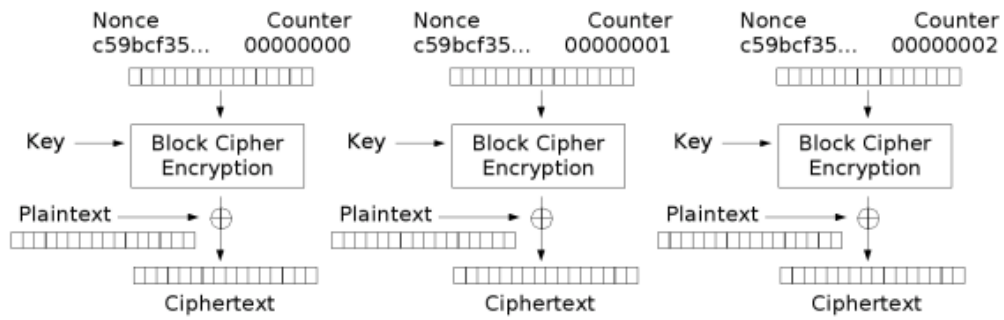 Nonce Counter Nonce Counter Nonce Counter
c59bcf35... 00000000 c59bcf35... 00000001 c59bcf35... 00000002
Key Block Cipher Key Block Cipher Key Block Cipher
Encryption Encryption Encryption
Plaintext Plaintext Plaintext
Ciphertext Ciphertext Ciphertext